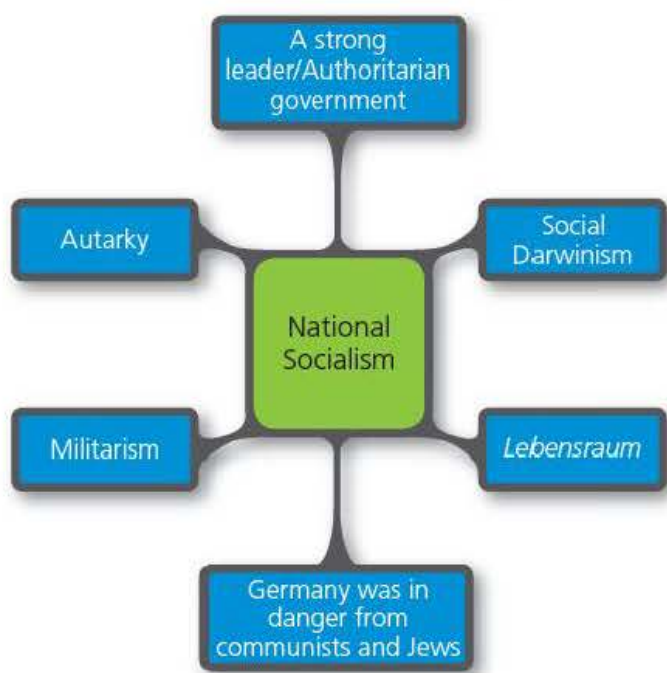 A strong
leader/Authoritarian
government
Autarky
Social
Darwinism
National
Socialism
Militarism
Lebensraum
Germany was in
danger from
communists and Jews